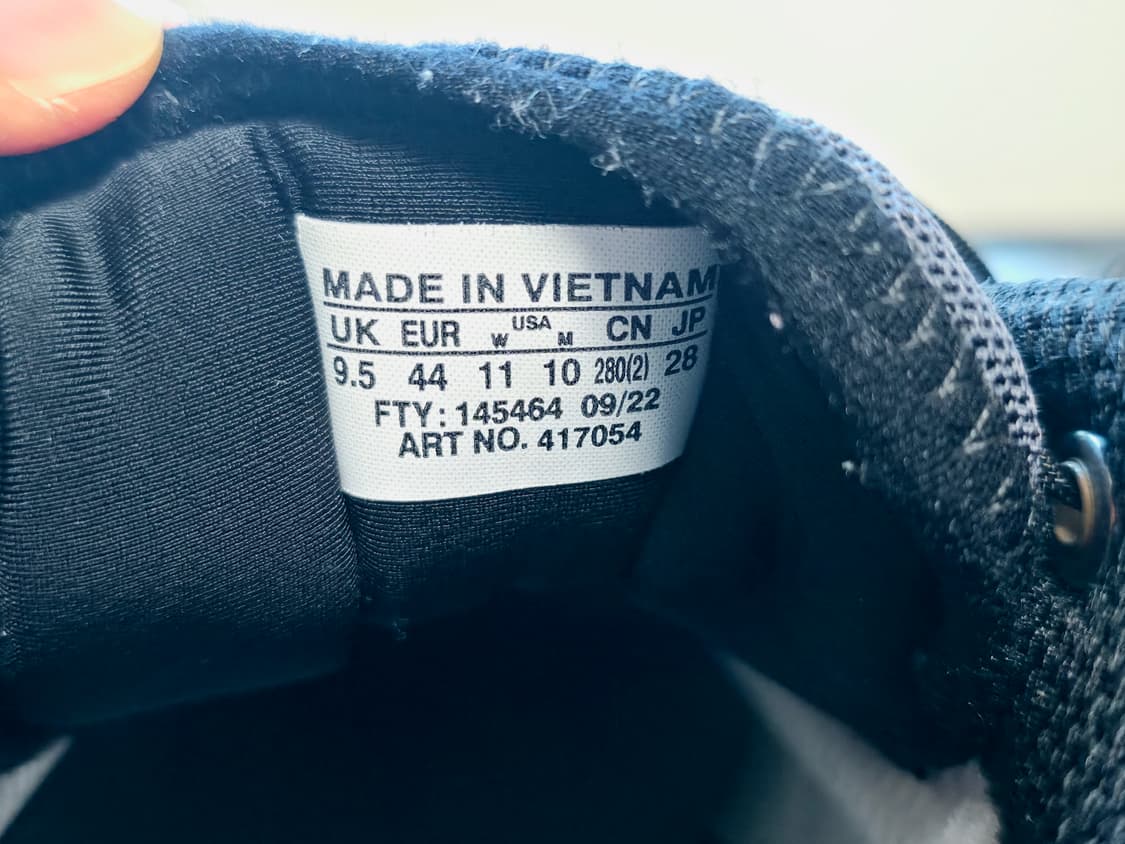 MADE IN VIETNAM
UK EUR W USA M CN JP
9.5 44 11 10 280(2) 28
FTY: 145464 09/22
ART NO. 417054